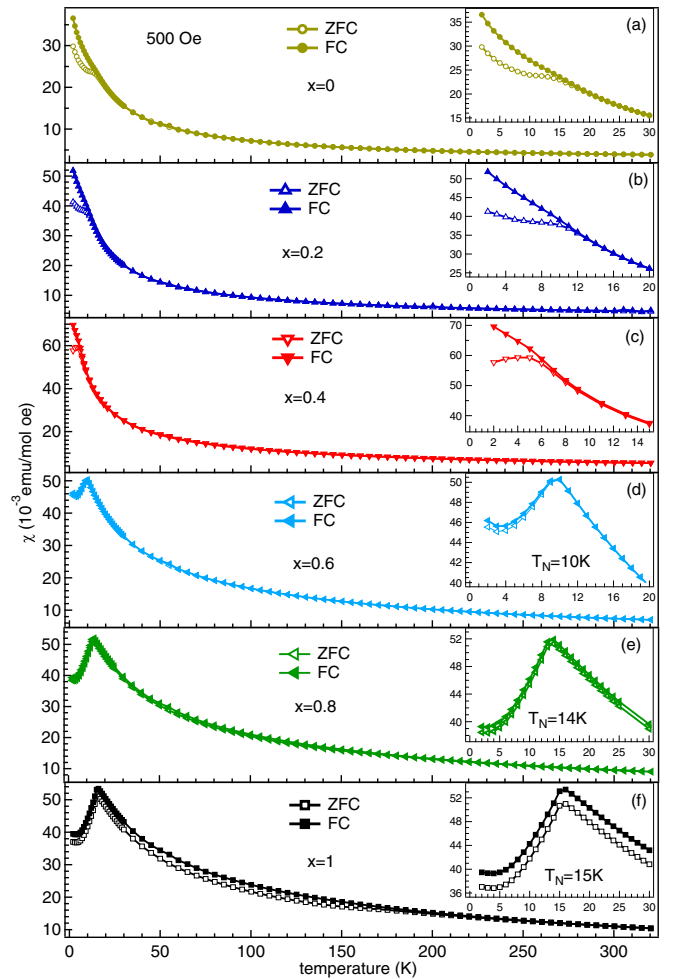 500 Oe
ZFC
FC
x=0
(a)
30
20
10
35
30
25
20
15
0 5 10 15 20 25 30
ZFC
FC
x=0.2
(b)
50
40
30
20
10
50
45
40
35
30
25
0 4 8 12 16 20
ZFC
FC
x=0.4
(c)
60
50
40
30
20
10
70
60
50
40
0 2 4 6 8 10 12 14
ZFC
FC
x=0.6
(d)
T_N=10K
50
40
30
20
10
50
48
46
44
42
40
0 4 8 12 16 20
ZFC
FC
x=0.8
(e)
T_N=14K
50
40
30
20
10
52
48
44
40
0 5 10 15 20 25 30
ZFC
FC
x=1
(f)
T_N=15K
50
40
30
20
10
52
48
44
40
36
0 5 10 15 20 25 30
χ (10⁻³ emu/mol oe)
0 50 100 150 200 250 300
temperature (K)